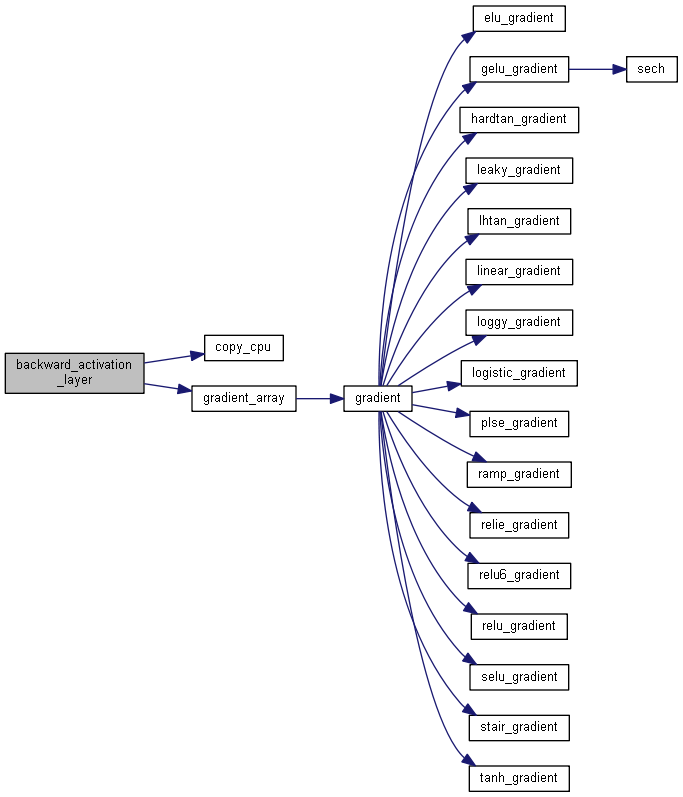 elu_gradient
gelu_gradient
sech
hardtan_gradient
leaky_gradient
lhtan_gradient
linear_gradient
loggy_gradient
backward_activation
_layer
copy_cpu
logistic_gradient
gradient_array
gradient
plse_gradient
ramp_gradient
relie_gradient
relu6_gradient
relu_gradient
selu_gradient
stair_gradient
tanh_gradient